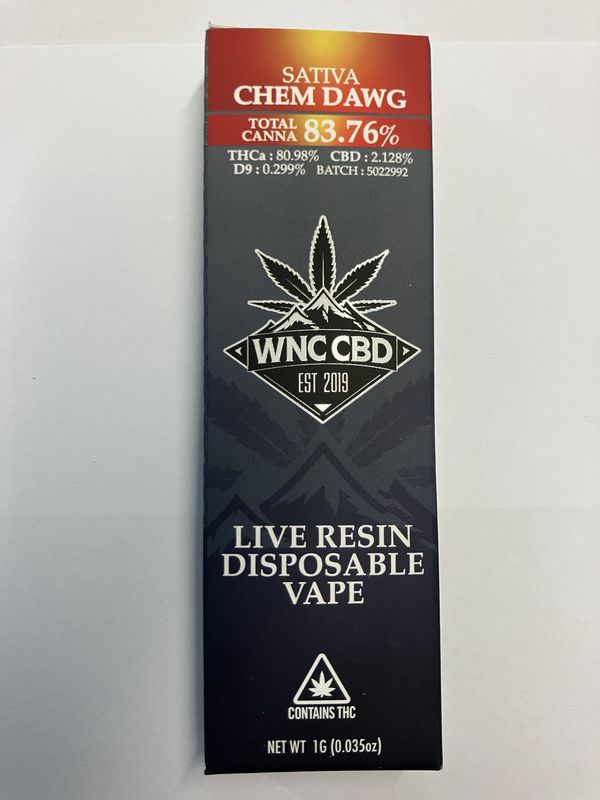 SATIVA
CHEM DAWG
TOTAL
CANNA 83.76%
THCa : 80.98% CBD : 2.128%
D9 : 0.299% BATCH : 5022992
WNC CBD
EST 2019
LIVE RESIN
DISPOSABLE
VAPE
CONTAINS THC
NET WT 1G (0.035oz)